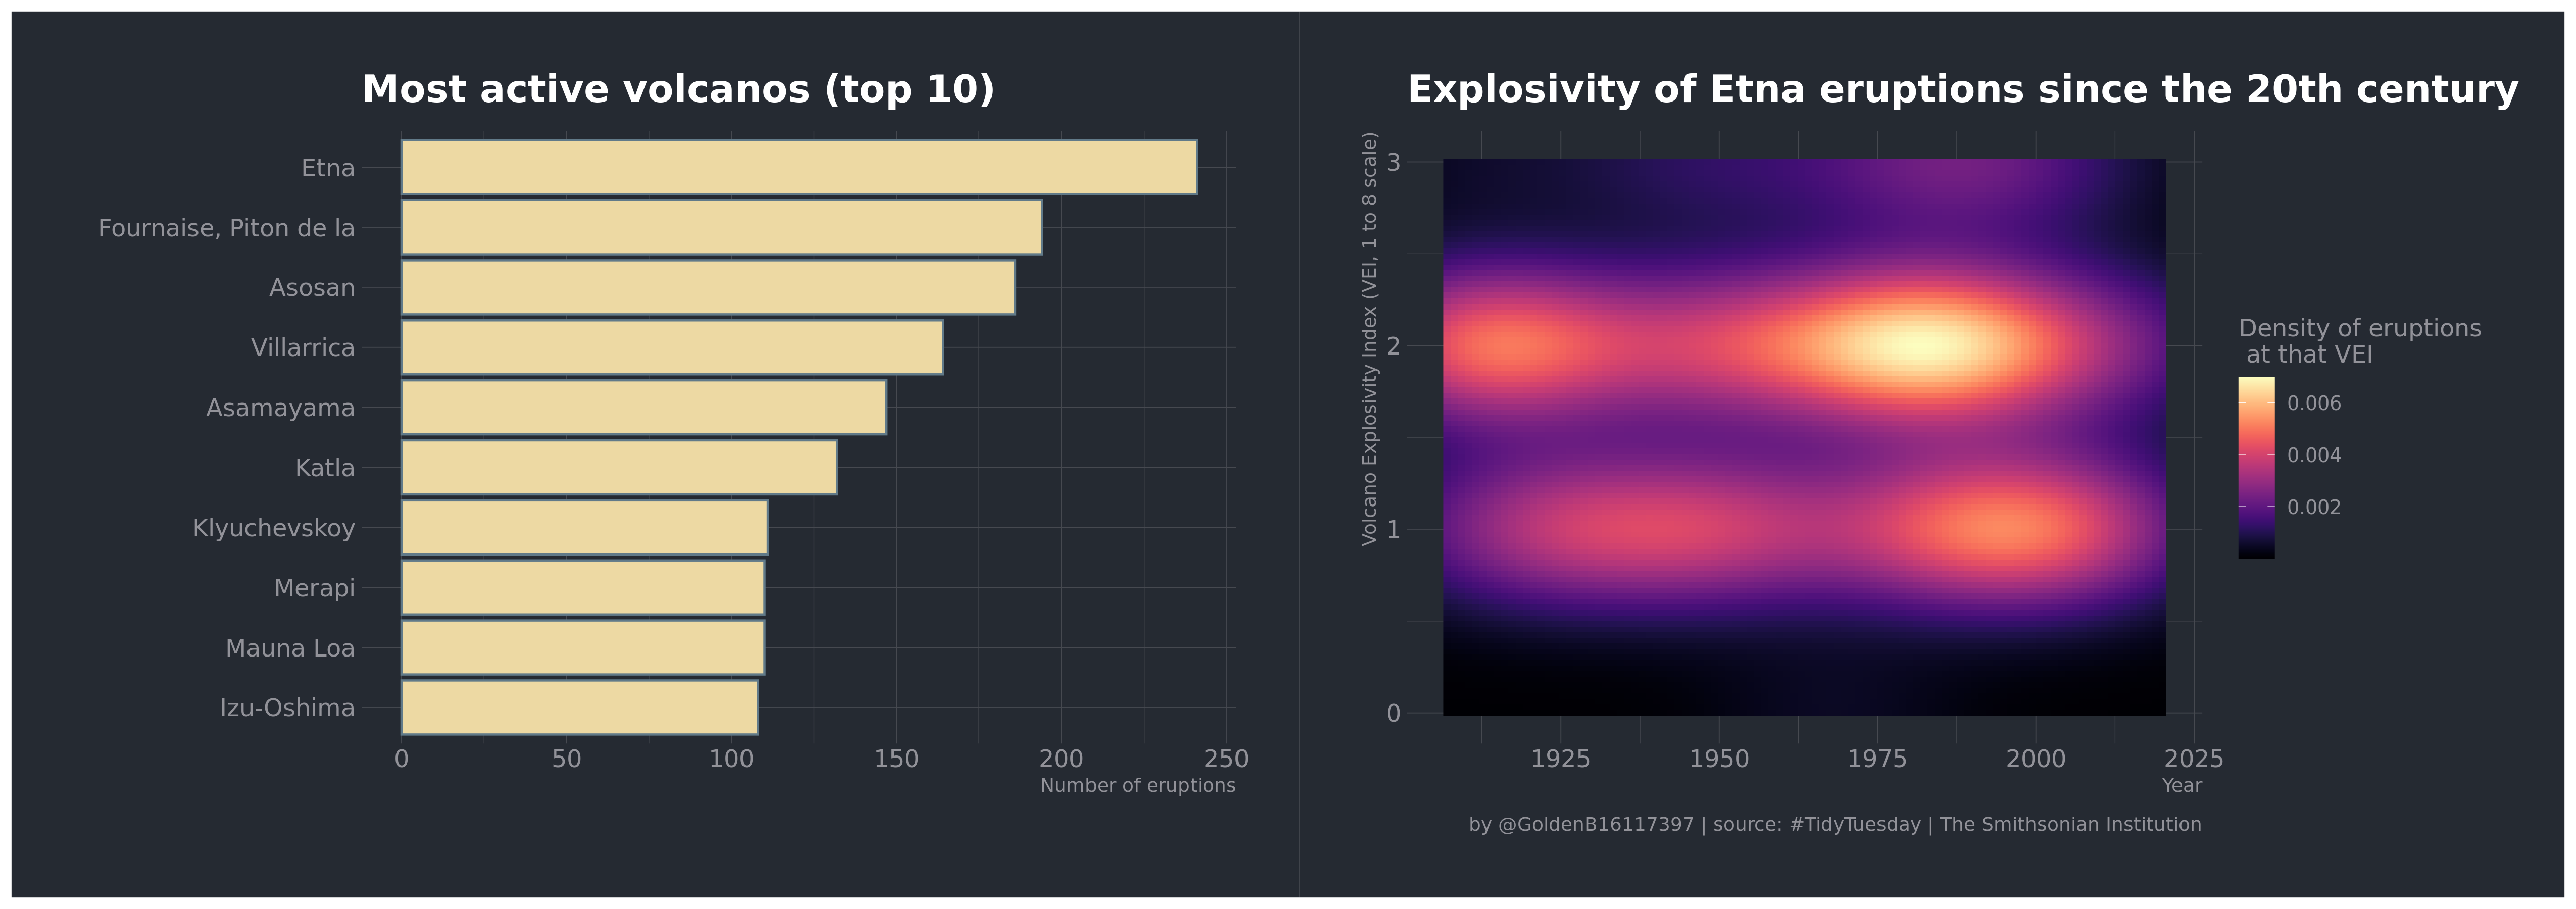 Most active volcanos (top 10)
Etna
Fournaise, Piton de la
Asosan
Villarrica
Asamayama
Katla
Klyuchevskoy
Merapi
Mauna Loa
Izu-Oshima
0 50 100 150 200 250
Number of eruptions
Explosivity of Etna eruptions since the 20th century
Volcano Explosivity Index (VEI, 1 to 8 scale)
3
2
1
0
1925 1950 1975 2000 2025
Year
Density of eruptions
at that VEI
0.006
0.004
0.002
by @GoldenB16117397 | source: #TidyTuesday | The Smithsonian Institution